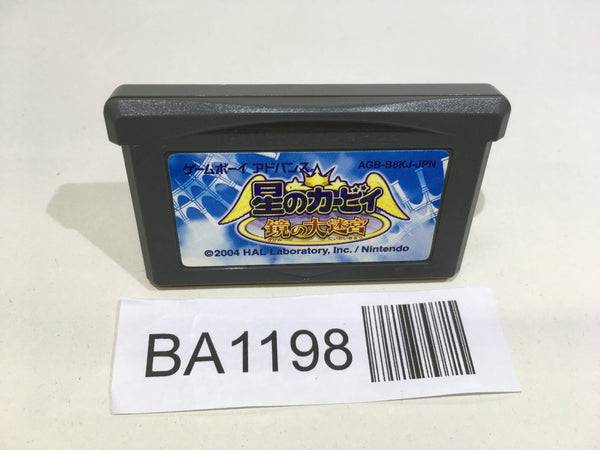 ゲームボーイ アドバンス
AGB-B8KJ-JPN
星のカービィ
鏡の大迷宮
©2004 HAL Laboratory, Inc. / Nintendo
BA1198